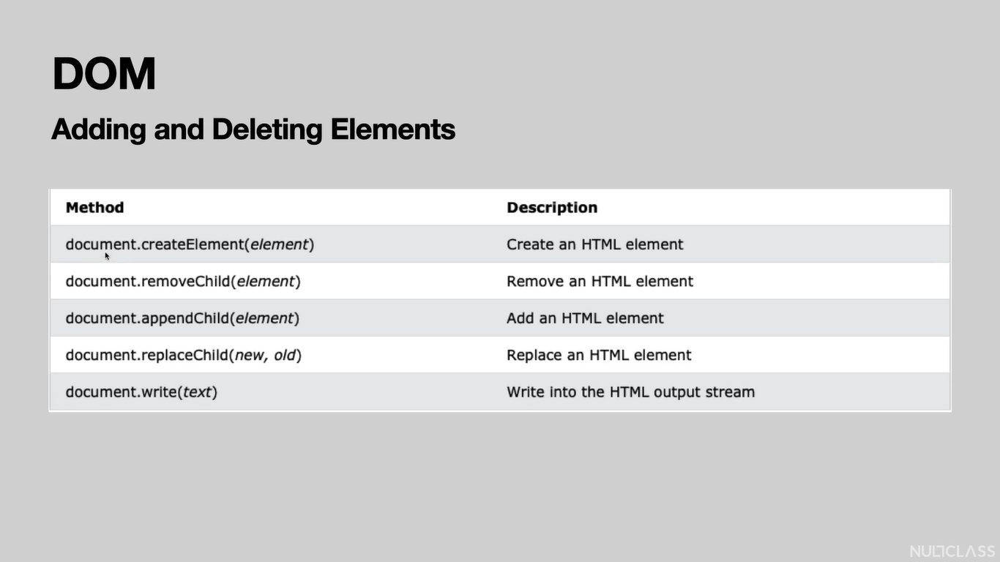 DOM
Adding and Deleting Elements
Method Description
document.createElement(element) Create an HTML element
document.removeChild(element) Remove an HTML element
document.appendChild(element) Add an HTML element
document.replaceChild(new, old) Replace an HTML element
document.write(text) Write into the HTML output stream
NULLCLASS